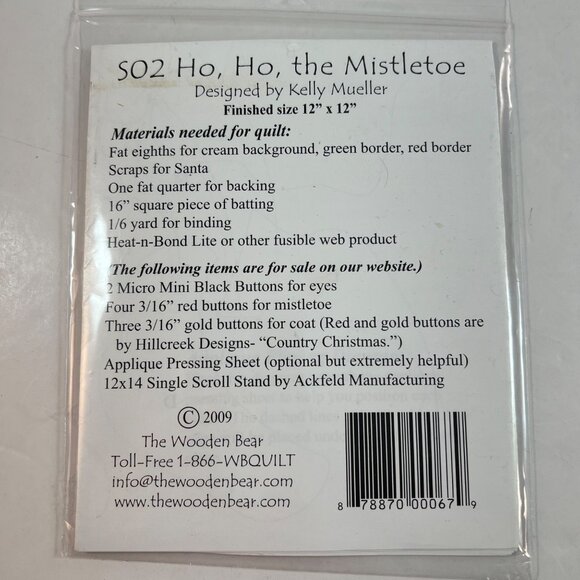 S02 Ho, Ho, the Mistletoe
Designed by Kelly Mueller
Finished size 12" x 12"
Materials needed for quilt:
Fat eighths for cream background, green border, red border
Scraps for Santa
One fat quarter for backing
16" square piece of batting
1/6 yard for binding
Heat-n-Bond Lite or other fusible web product
(The following items are for sale on our website.)
2 Micro Mini Black Buttons for eyes
Four 3/16" red buttons for mistletoe
Three 3/16" gold buttons for coat (Red and gold buttons are
by Hillcreek Designs- "Country Christmas.")
Applique Pressing Sheet (optional but extremely helpful)
12x14 Single Scroll Stand by Ackfeld Manufacturing
© 2009
The Wooden Bear
Toll-Free 1-866-WBQUILT
info@thewoodenbear.com
www.thewoodenbear.com
8 78870 00067 9